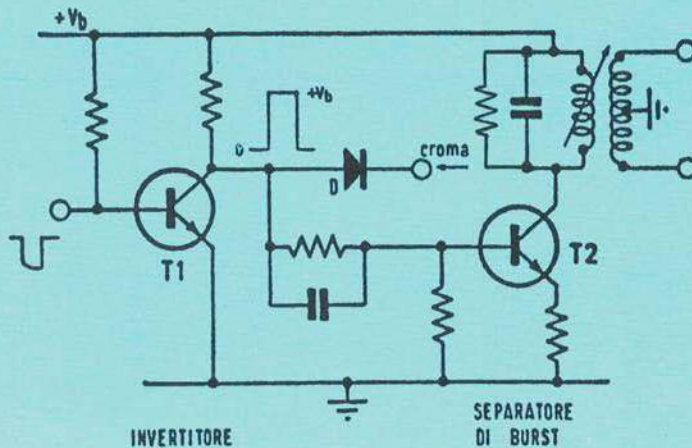 +Vb
+Vb
0
D
croma
T1
T2
INVERTITORE
SEPARATORE
DI BURST